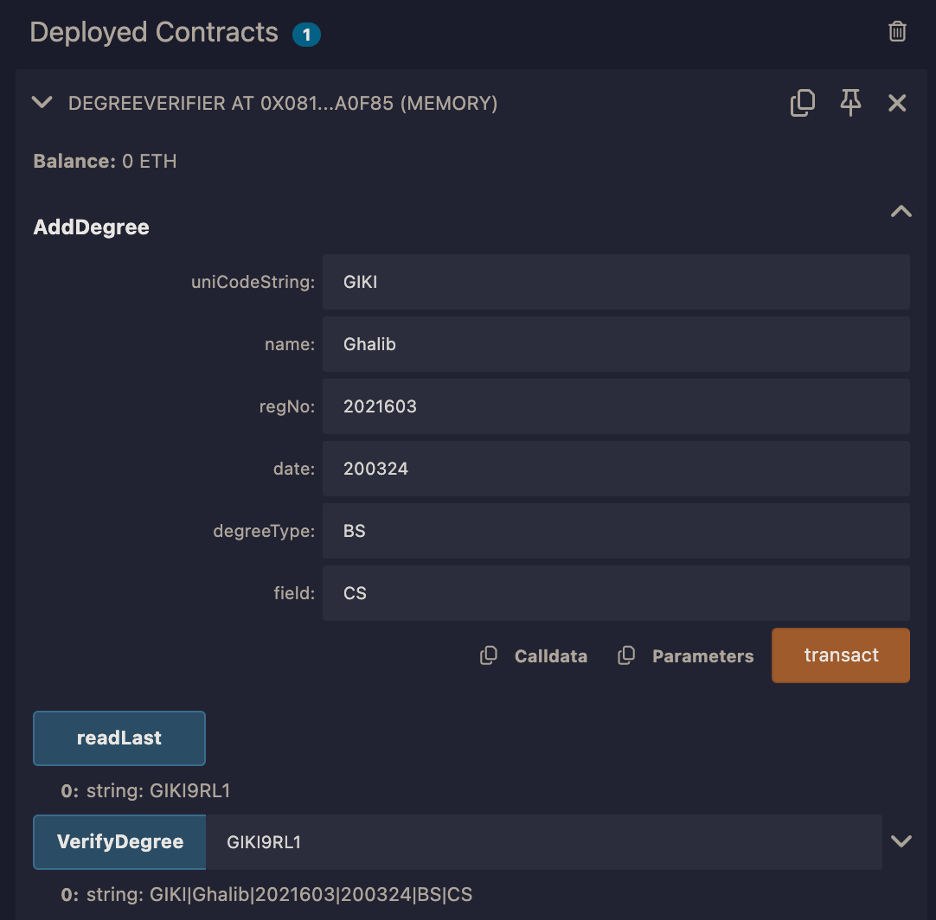 Deployed Contracts 1
DEGREEVERIFIER AT 0X081...A0F85 (MEMORY)
Balance: 0 ETH
AddDegree
uniCodeString: GIKI
name: Ghalib
regNo: 2021603
date: 200324
degreeType: BS
field: CS
Calldata Parameters transact
readLast
0: string: GIKI9RL1
VerifyDegree GIKI9RL1
0: string: GIKI|Ghalib|2021603|200324|BS|CS